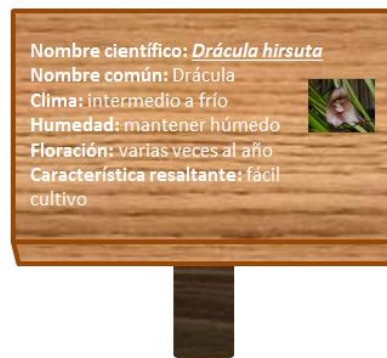 Nombre científico: Drácula hirsuta
Nombre común: Drácula
Clima: intermedio a frío
Humedad: mantener húmedo
Floración: varias veces al año
Característica resaltante: fácil
cultivo